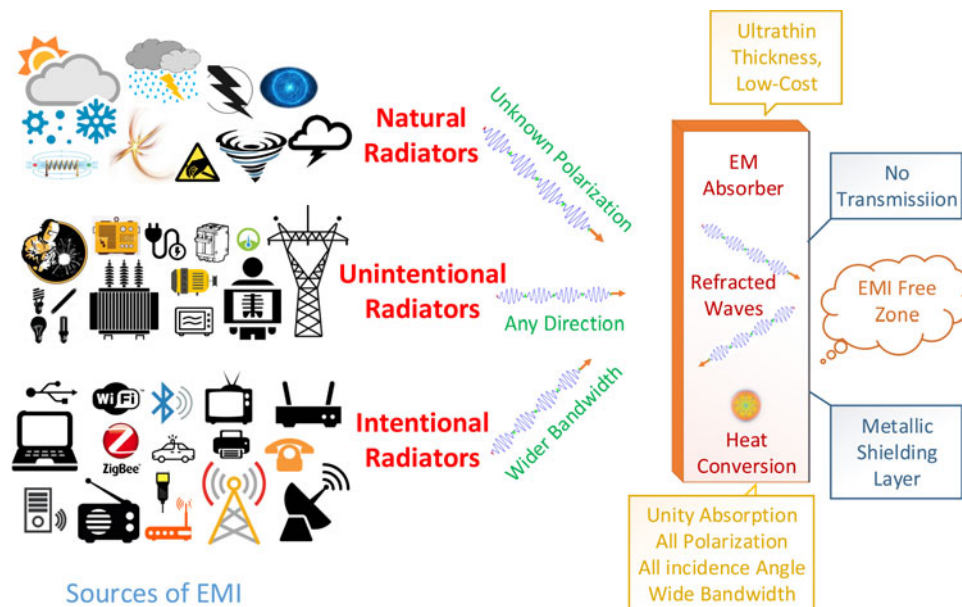 Natural
Radiators
Unknown Polarization
Unintentional
Radiators
Any Direction
Wi Fi
ZigBee
Intentional
Radiators
Wider Bandwidth
Sources of EMI
Ultrathin
Thickness,
Low-Cost
EM
Absorber
Refracted
Waves
Heat
Conversion
No
Transmissiion
EMI Free
Zone
Metallic
Shielding
Layer
Unity Absorption
All Polarization
All incidence Angle
Wide Bandwidth